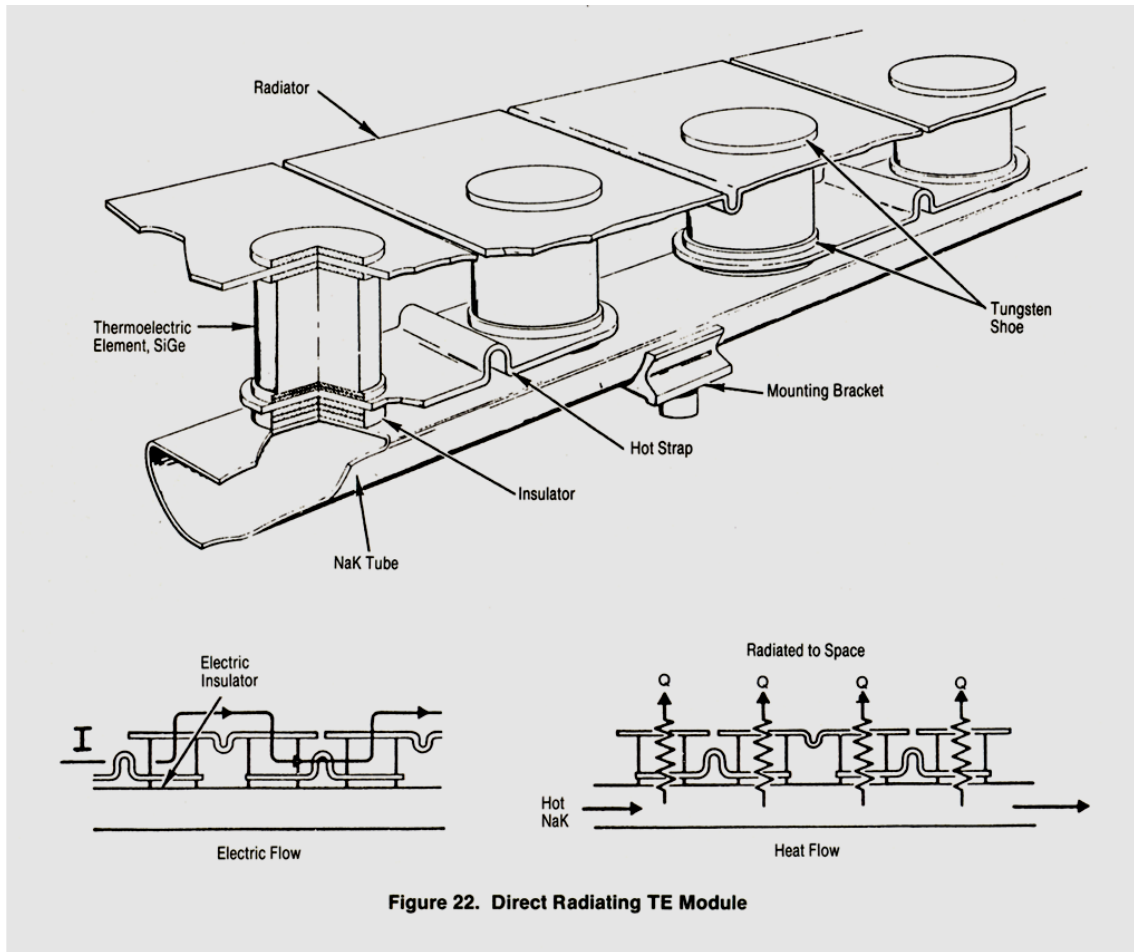 Radiator
Thermoelectric
Element, SiGe
Tungsten
Shoe
Mounting Bracket
Hot Strap
Insulator
NaK Tube
Electric
Insulator
I
Electric Flow
Radiated to Space
Q
Q
Q
Q
Hot
NaK
Heat Flow
Figure 22. Direct Radiating TE Module